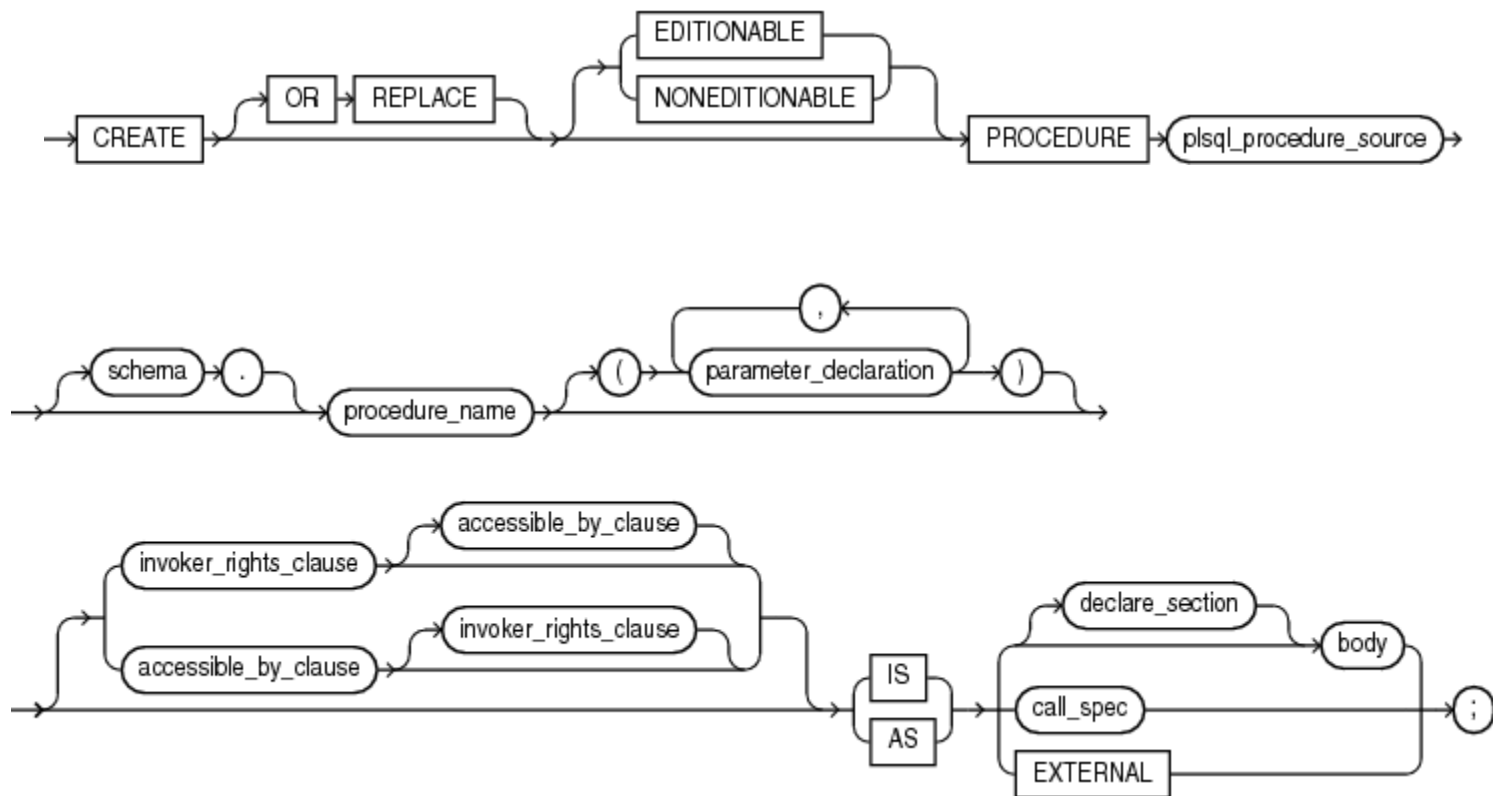 EDITIONABLE
OR REPLACE NONEDITIONABLE
CREATE PROCEDURE plsql_procedure_source
,
schema . ( parameter_declaration )
procedure_name
accessible_by_clause
invoker_rights_clause
declare_section
invoker_rights_clause
body
accessible_by_clause
IS
call_spec ;
AS
EXTERNAL